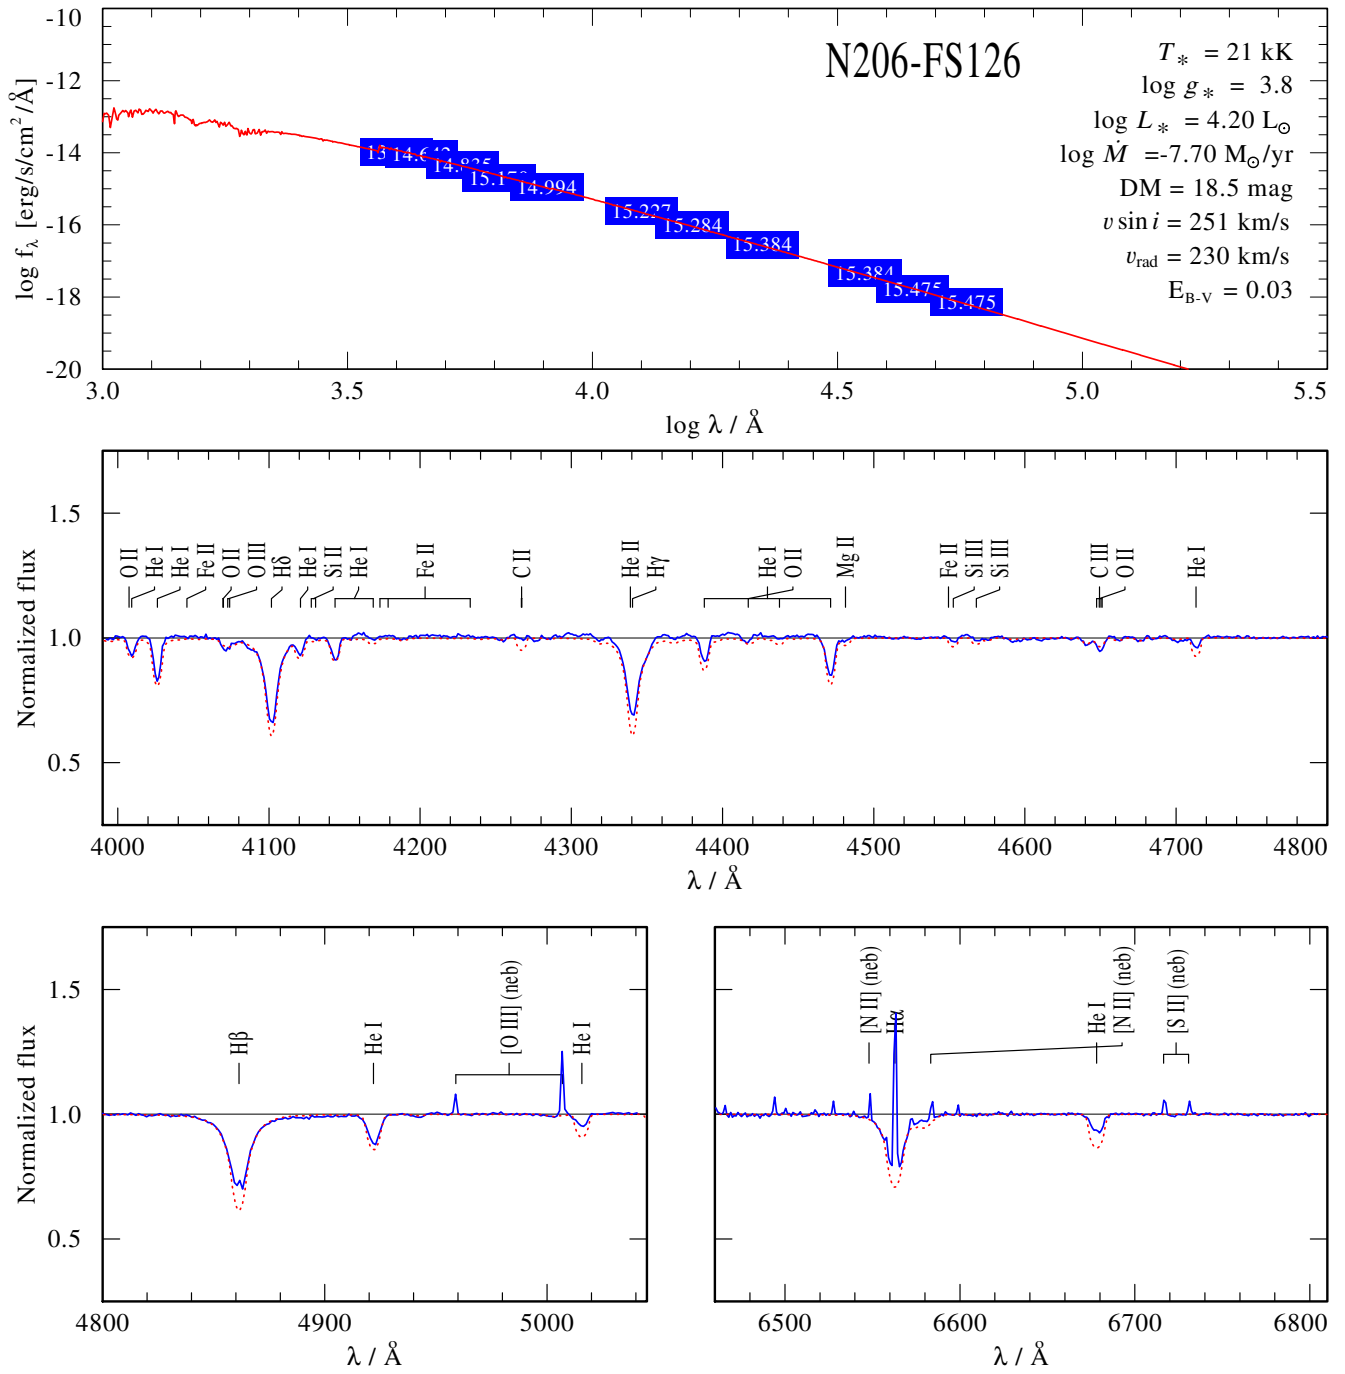 N206-FS126
T* = 21 kK
log g* = 3.8
log L* = 4.20 L⊙
log Ṁ =-7.70 M⊙/yr
DM = 18.5 mag
v sin i = 251 km/s
vrad = 230 km/s
EB-V = 0.03
log fλ [erg/s/cm²/Å]
-10
-12
-14
-16
-18
-20
14.994
15.227
15.284
15.384
15.384
15.475
15.475
3.0 3.5 4.0 4.5 5.0 5.5
log λ / Å
Normalized flux
1.5
1.0
0.5
O II He I He I Fe II O II O III Hδ He I Si II He I Fe II C II He II Hγ He I O II Mg II Fe II Si III Si III C III O II He I
4000 4100 4200 4300 4400 4500 4600 4700 4800
λ / Å
Normalized flux
1.5
1.0
0.5
Hβ He I [O III] (neb) He I
4800 4900 5000
λ / Å
[N II] (neb) Hα He I [N II] (neb) [S II] (neb)
6500 6600 6700 6800
λ / Å